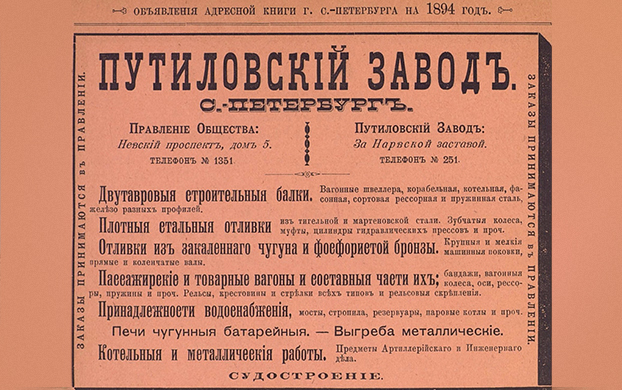 ОБЪЯВЛЕНІЯ АДРЕСНОЙ КНИГИ Г. С.-ПЕТЕРБУРГА НА 1894 ГОДЪ.
ПУТИЛОВСКІЙ ЗАВОДЪ.
С.-ПЕТЕРБУРГЪ.
Правленіе Общества: Путиловскій Заводъ:
Невскій проспектъ, домъ 5. За Нарвской заставой.
ТЕЛЕФОНЪ № 1351. ТЕЛЕФОНЪ № 251.
ЗАКАЗЫ ПРИНИМАЮТСЯ ВЪ ПРАВЛЕНІИ.
Двутавровыя строительныя балки. Вагонные швеллера, корабельная, котельная, фа-
сонная, сортовая рессорная и пружинная сталь,
желѣзо разныхъ профилей.
Плотныя стальныя отливки изъ тигельной и мартеновской стали. Зубчатыя колеса,
муфты, цилиндры гидравлическихъ прессовъ и проч.
Отливки изъ закаленнаго чугуна и фосфористой бронзы. Крупныя и мелкія
машинныя поковки,
прямые и коленчатые валы.
Пассажирскіе и товарные вагоны и составныя части ихъ, бандажи, вагонныя
колеса, оси, рессо-
ры, пружины и проч. Рельсы, крестовины и стрѣлки всѣхъ типовъ и рельсовыя скрѣпленія.
Принадлежности водоснабженія, мосты, стропила, резервуары, паровые котлы и проч.
Печи чугунныя батарейныя. — Выгреба металлическіе.
Котельныя и металлическія работы. Предметы Артиллерійскаго и Инженернаго
дѣла.
СУДОСТРОЕНІЕ.
ЗАКАЗЫ ПРИНИМАЮТСЯ ВЪ ПРАВЛЕНІИ.